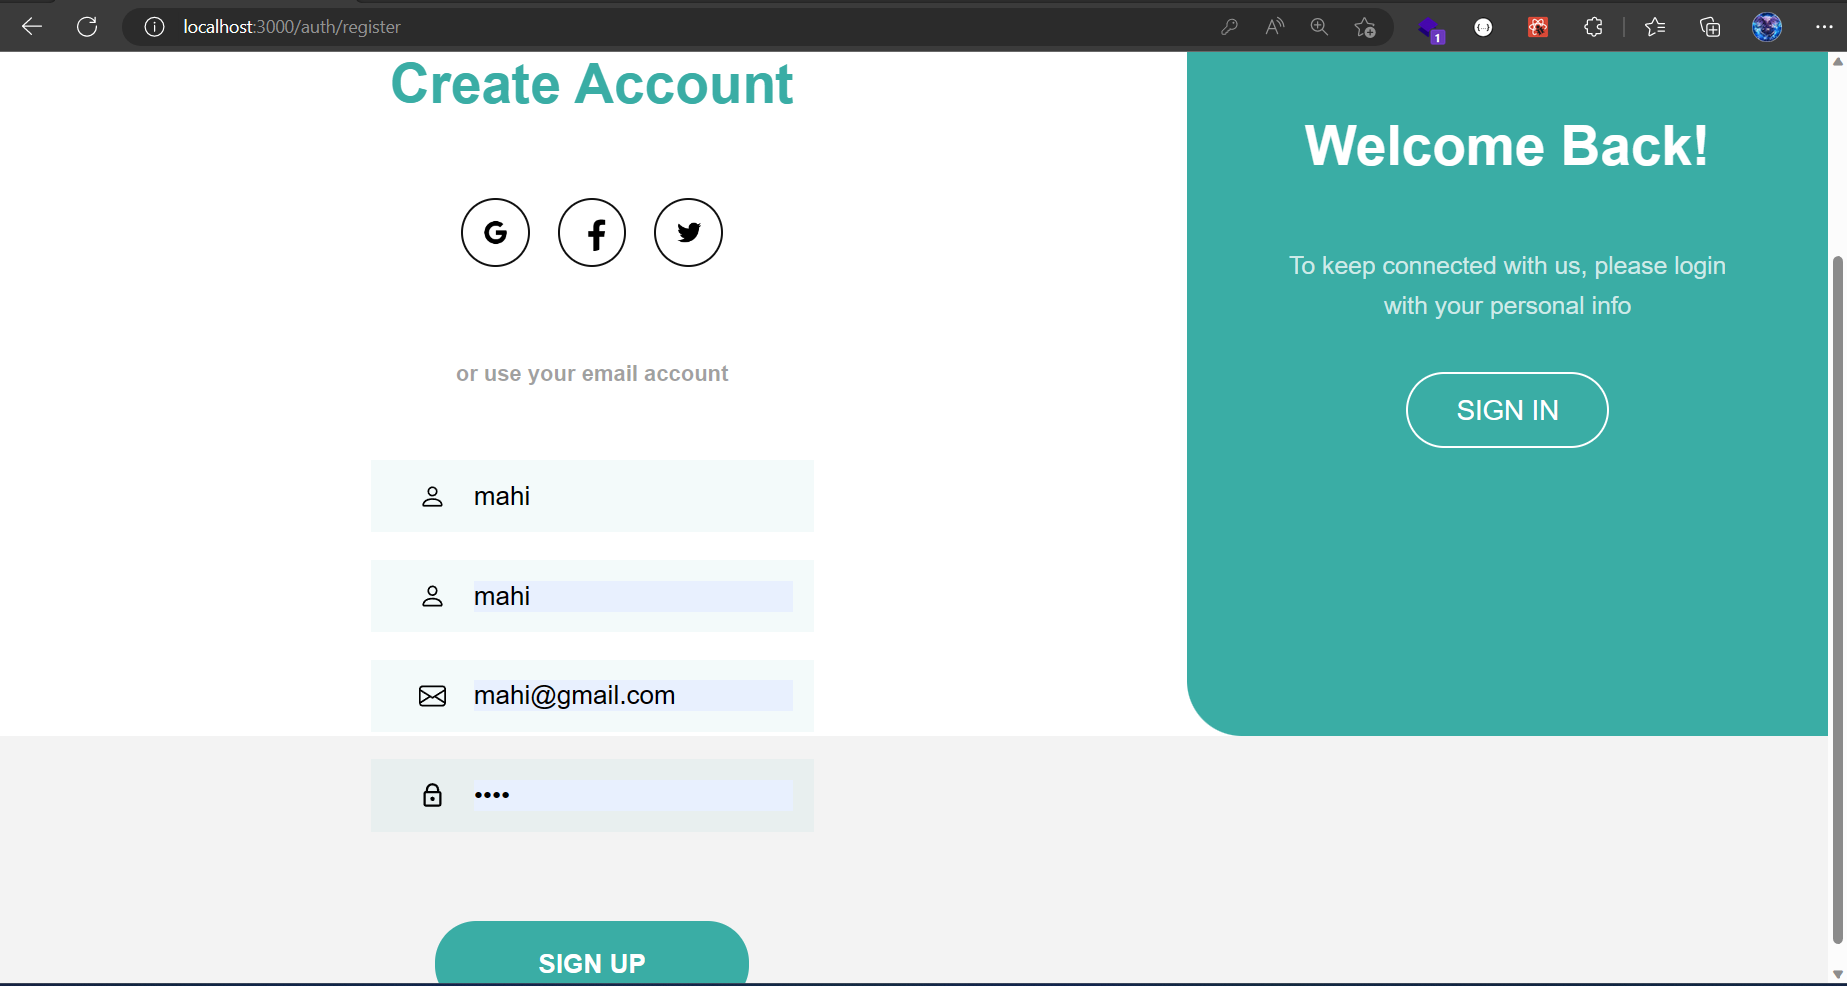 localhost:3000/auth/register
1
Create Account
or use your email account
mahi
mahi
mahi@gmail.com
••••
SIGN UP
Welcome Back!
To keep connected with us, please login
with your personal info
SIGN IN